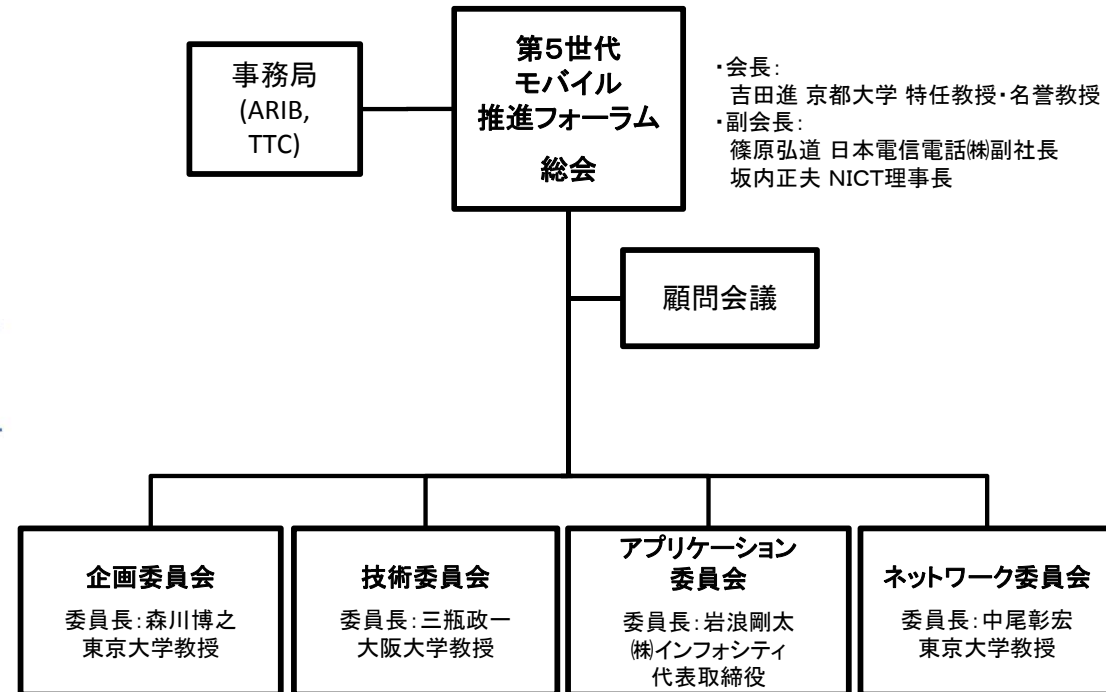 事務局
(ARIB,
TTC)
第5世代
モバイル
推進フォーラム
総会
・会長:
吉田進 京都大学 特任教授・名誉教授
・副会長:
篠原弘道 日本電信電話㈱副社長
坂内正夫 NICT理事長
顧問会議
企画委員会
委員長:森川博之
東京大学教授
技術委員会
委員長:三瓶政一
大阪大学教授
アプリケーション
委員会
委員長:岩浪剛太
㈱インフォシティ
代表取締役
ネットワーク委員会
委員長:中尾彰宏
東京大学教授